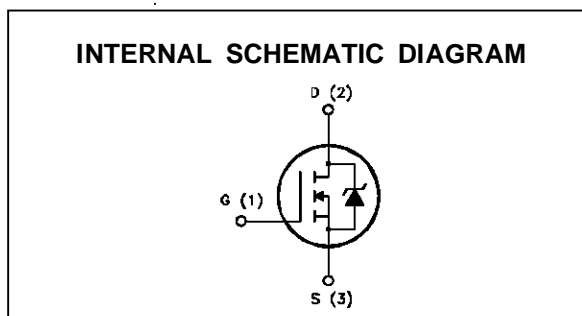 INTERNAL SCHEMATIC DIAGRAM
D (2)
G (1)
S (3)